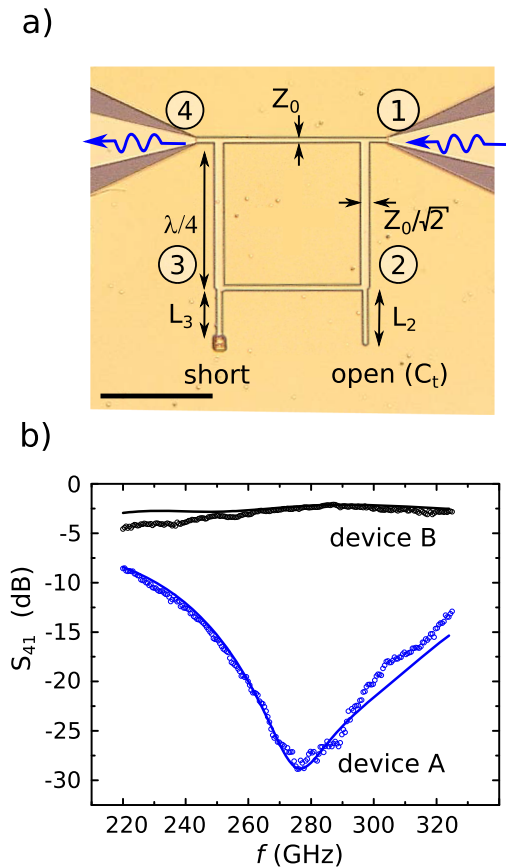 a)
Z₀
4
1
λ/4
Z₀/√2
3
2
L₃
L₂
short
open (Cₜ)
b)
0
-5
-10
-15
-20
-25
-30
S₄₁ (dB)
device B
device A
220
240
260
280
300
320
f (GHz)